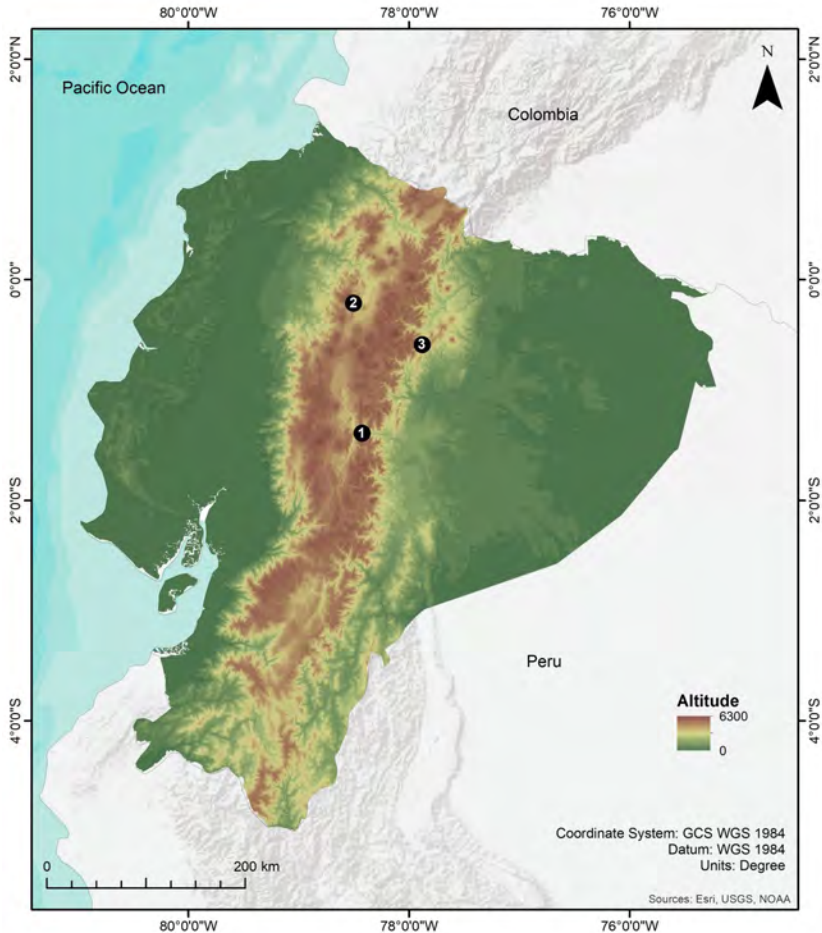 80°0'0"W
78°0'0"W
76°0'0"W
2°0'0"N
2°0'0"N
Pacific Ocean
N
Colombia
0°0'0"
0°0'0"
2
3
1
2°0'0"S
2°0'0"S
Peru
Altitude
6300
0
4°0'0"S
4°0'0"S
Coordinate System: GCS WGS 1984
Datum: WGS 1984
Units: Degree
0
200 km
Sources: Esri, USGS, NOAA
80°0'0"W
78°0'0"W
76°0'0"W